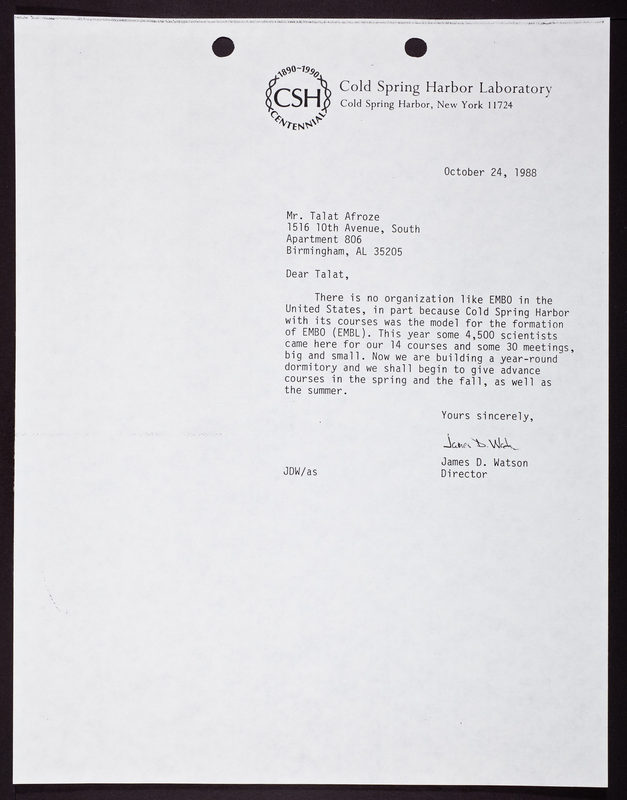 1890~1990
CSH
CENTENNIAL
Cold Spring Harbor Laboratory
Cold Spring Harbor, New York 11724
October 24, 1988
Mr. Talat Afroze
1516 10th Avenue, South
Apartment 806
Birmingham, AL 35205
Dear Talat,
There is no organization like EMBO in the
United States, in part because Cold Spring Harbor
with its courses was the model for the formation
of EMBO (EMBL). This year some 4,500 scientists
came here for our 14 courses and some 30 meetings,
big and small. Now we are building a year-round
dormitory and we shall begin to give advance
courses in the spring and the fall, as well as
the summer.
Yours sincerely,
James D. Watson
James D. Watson
Director
JDW/as